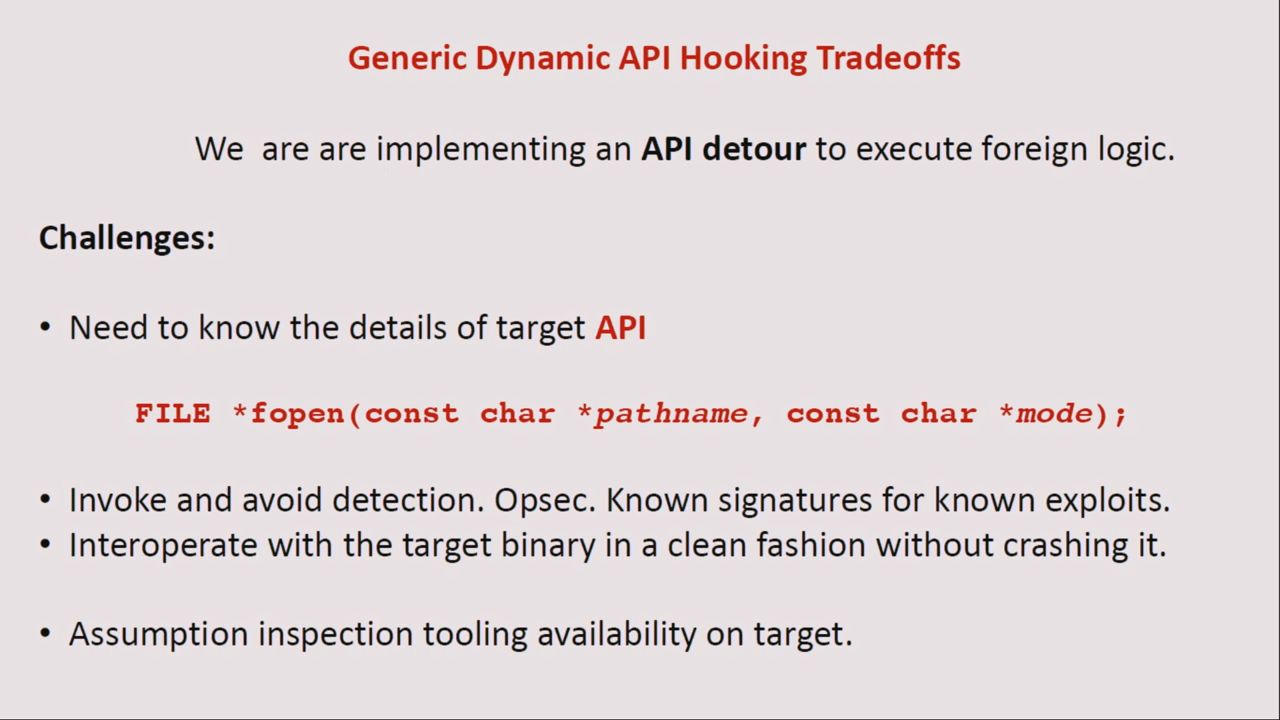 Generic Dynamic API Hooking Tradeoffs
We are are implementing an API detour to execute foreign logic.
Challenges:
• Need to know the details of target API
FILE *fopen(const char *pathname, const char *mode);
• Invoke and avoid detection. Opsec. Known signatures for known exploits.
• Interoperate with the target binary in a clean fashion without crashing it.
• Assumption inspection tooling availability on target.